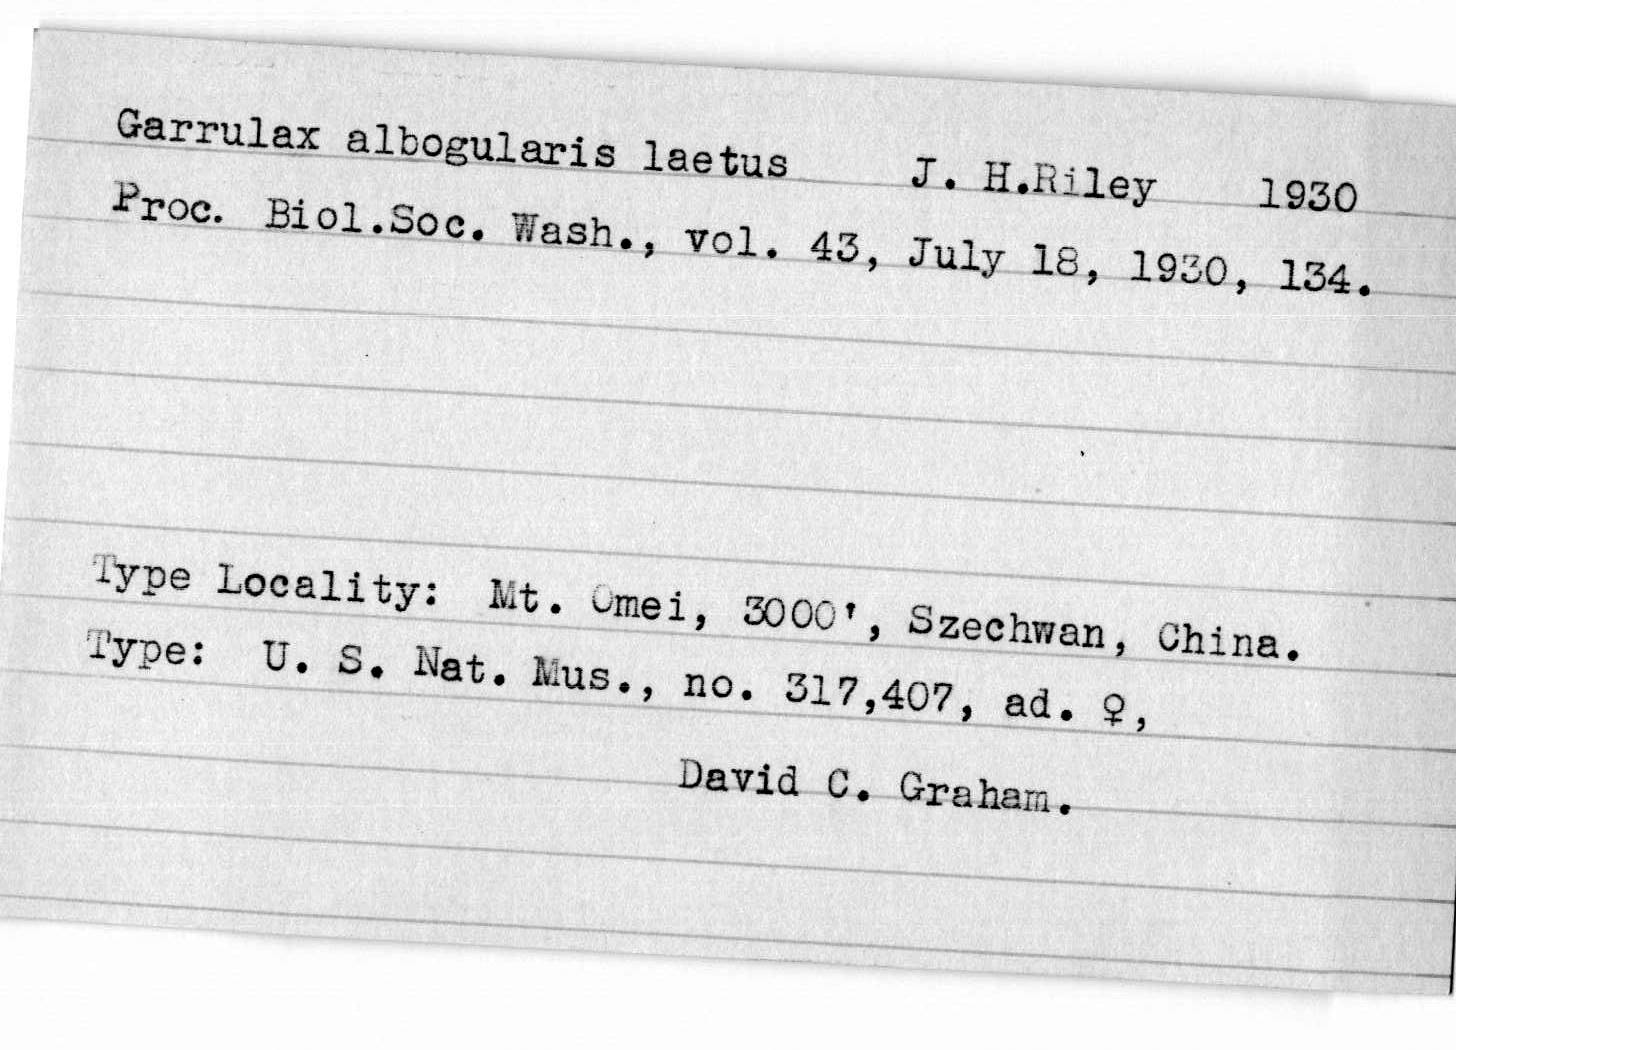 Garrulax albogularis laetus J. H.Riley 1930
Proc. Biol.Soc. Wash., vol. 43, July 18, 1930, 134.
Type Locality: Mt. Omei, 3000', Szechwan, China.
Type: U. S. Nat. Mus., no. 317,407, ad. ♀,
David C. Graham.